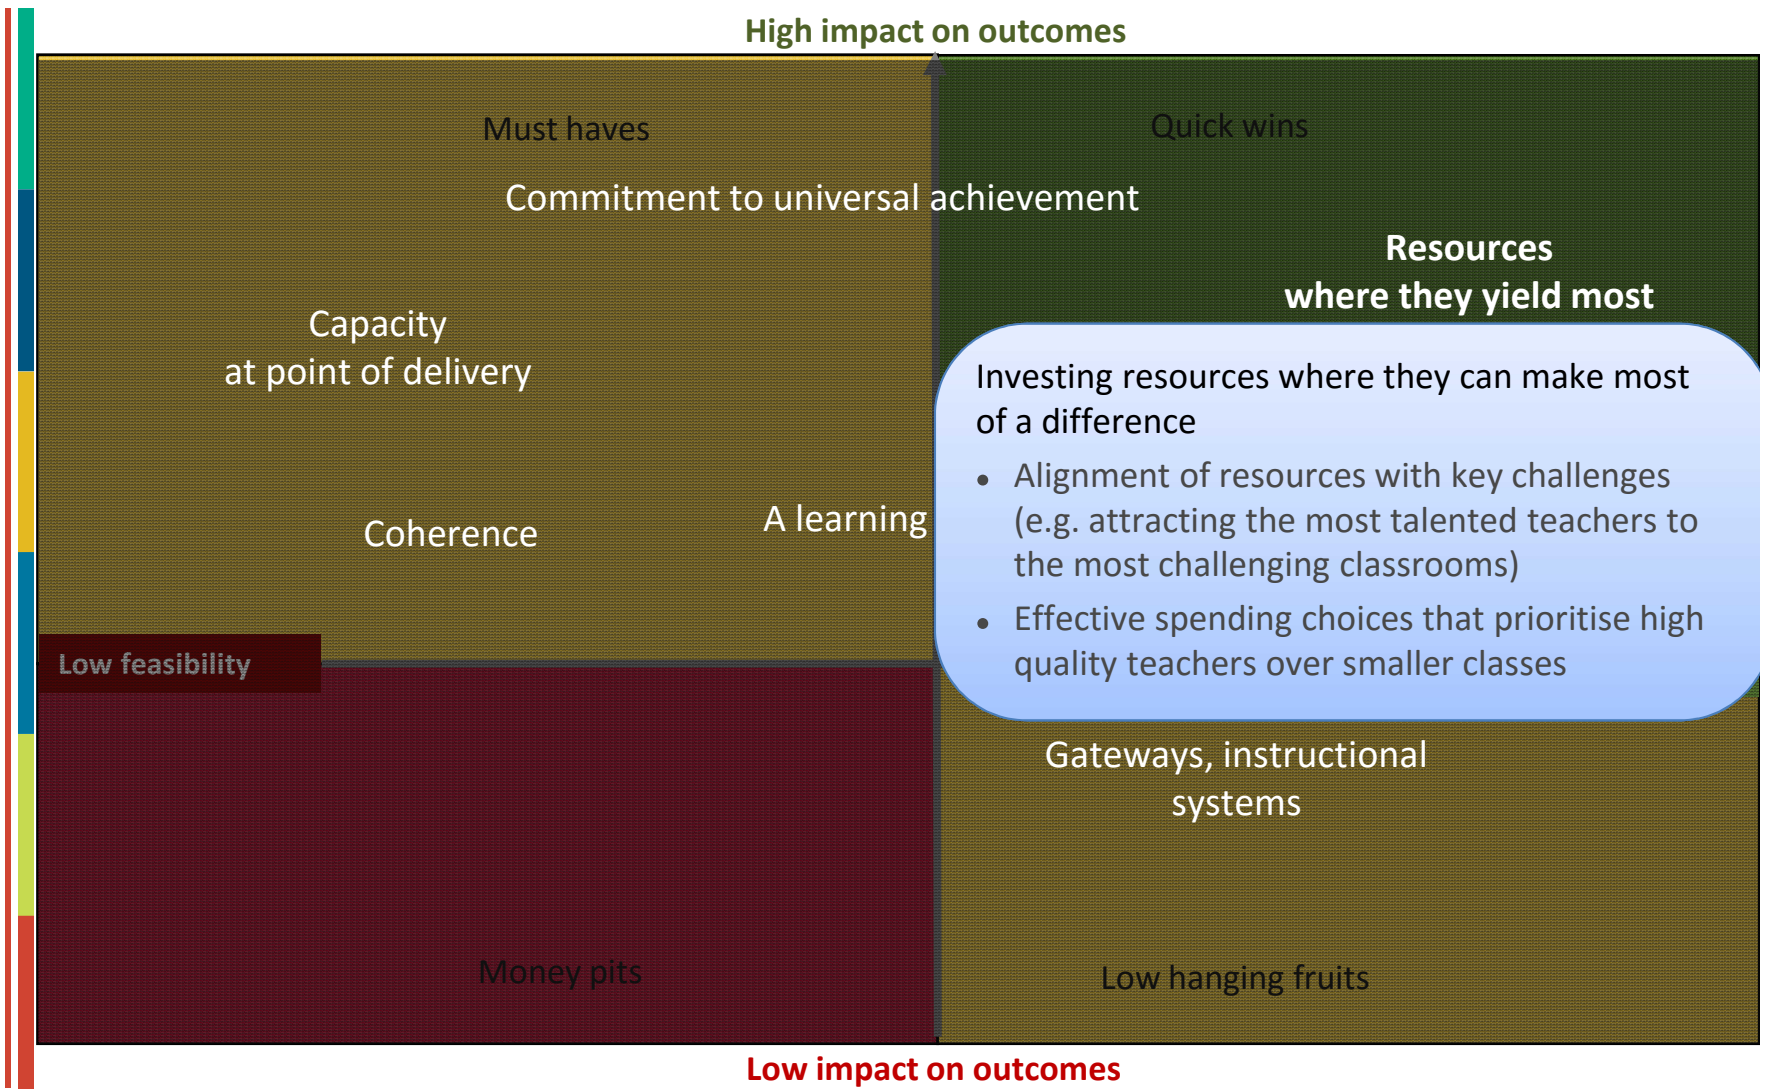 High impact on outcomes
Must haves
Quick wins
Commitment to universal achievement
Resources
where they yield most
Capacity
at point of delivery
Investing resources where they can make most
of a difference
• Alignment of resources with key challenges
(e.g. attracting the most talented teachers to
the most challenging classrooms)
• Effective spending choices that prioritise high
quality teachers over smaller classes
A learning
Coherence
Low feasibility
Gateways, instructional
systems
Money pits
Low hanging fruits
Low impact on outcomes